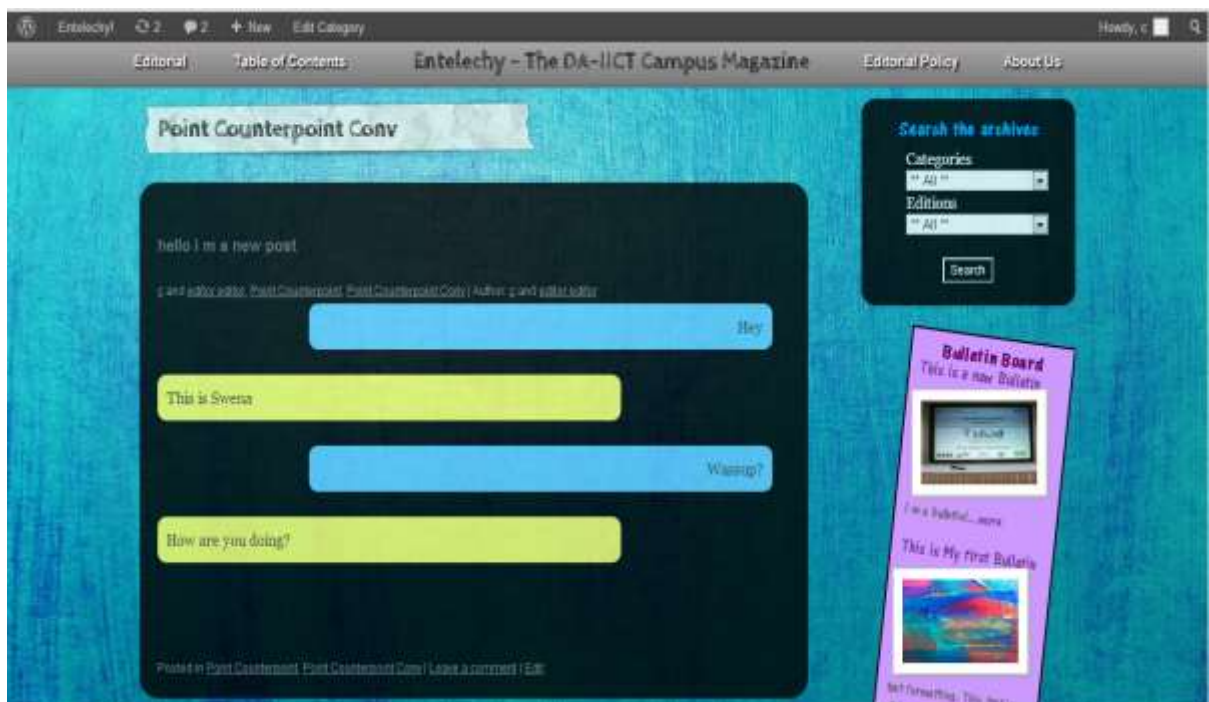 Entelechy! 2 2 New Edit Category Howdy, c
Editorial Table of Contents Entelechy - The DA-IICT Campus Magazine Editorial Policy About Us
Point Counterpoint Conv
hello i m a new post
c and editor editor, Point Counterpoint, Point Counterpoint Conv | Author: c and editor editor
Hey
This is Swena
Wassup?
How are you doing?
Posted in Point Counterpoint, Point Counterpoint Conv | Leave a comment | Edit
Search the archives
Categories
** All **
Editions
** All **
Search
Bulletin Board
This is a new Bulletin
I m a bulletin!...more
This is My first Bulletin
text formatting. This